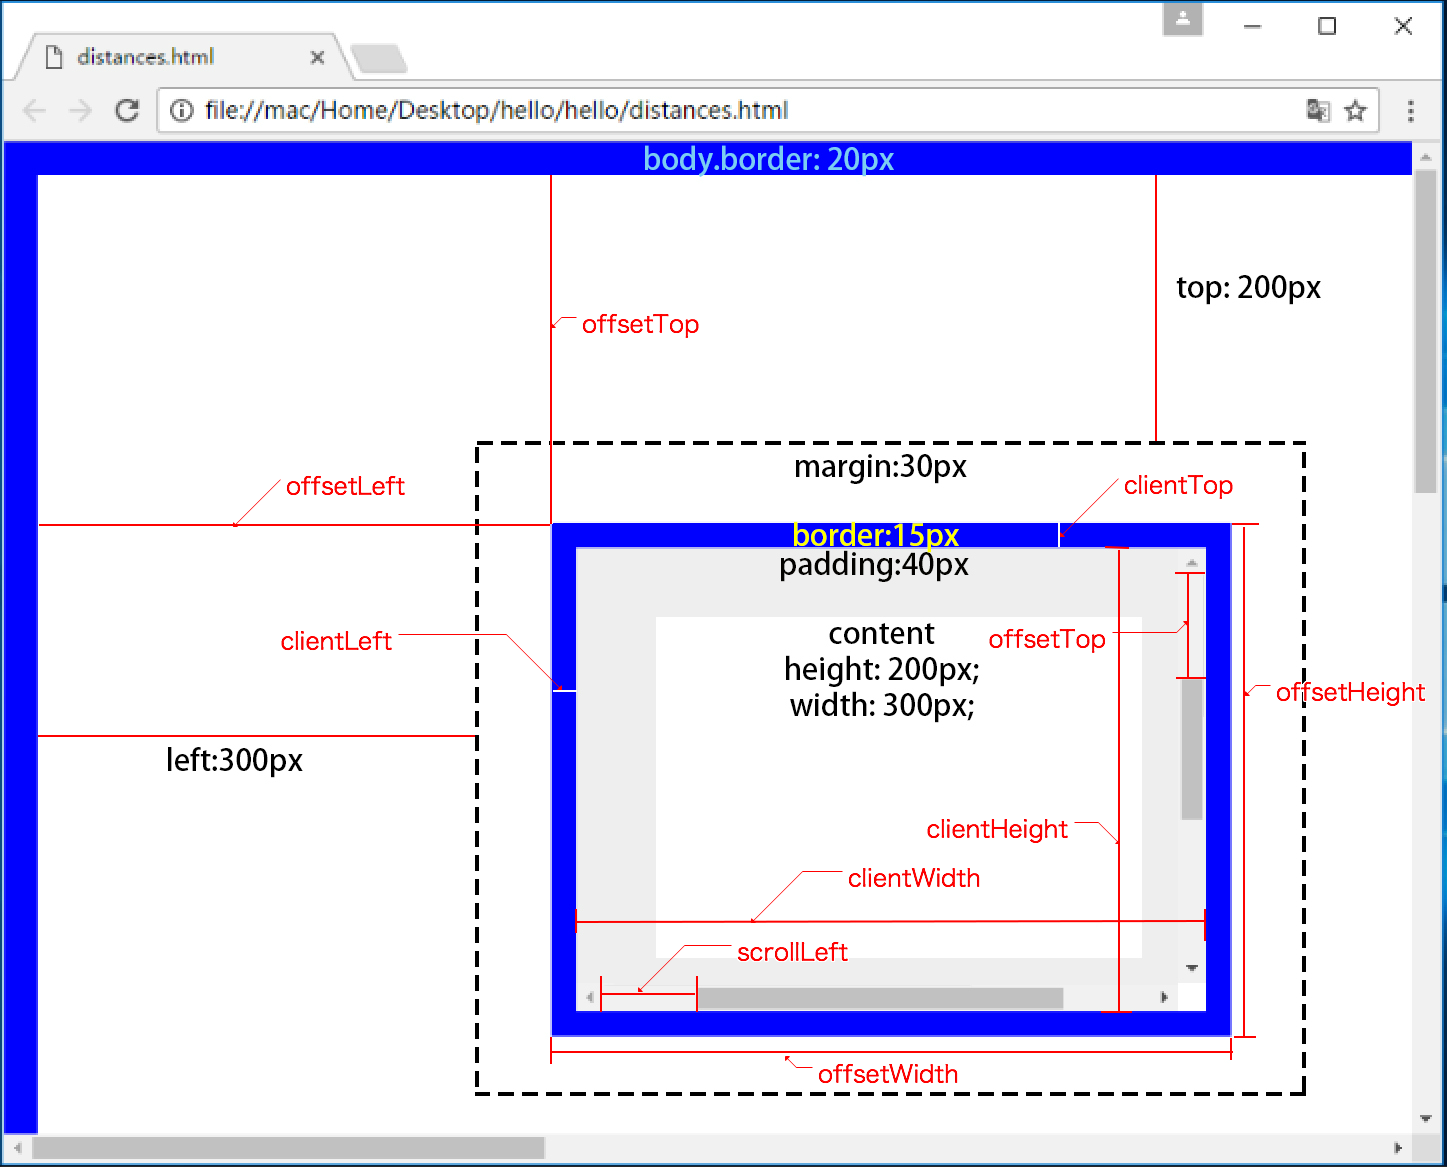 distances.html
file://mac/Home/Desktop/hello/hello/distances.html
body.border: 20px
top: 200px
offsetTop
margin:30px
offsetLeft
clientTop
border:15px
padding:40px
content
clientLeft
offsetTop
height: 200px;
offsetHeight
width: 300px;
left:300px
clientHeight
clientWidth
scrollLeft
offsetWidth